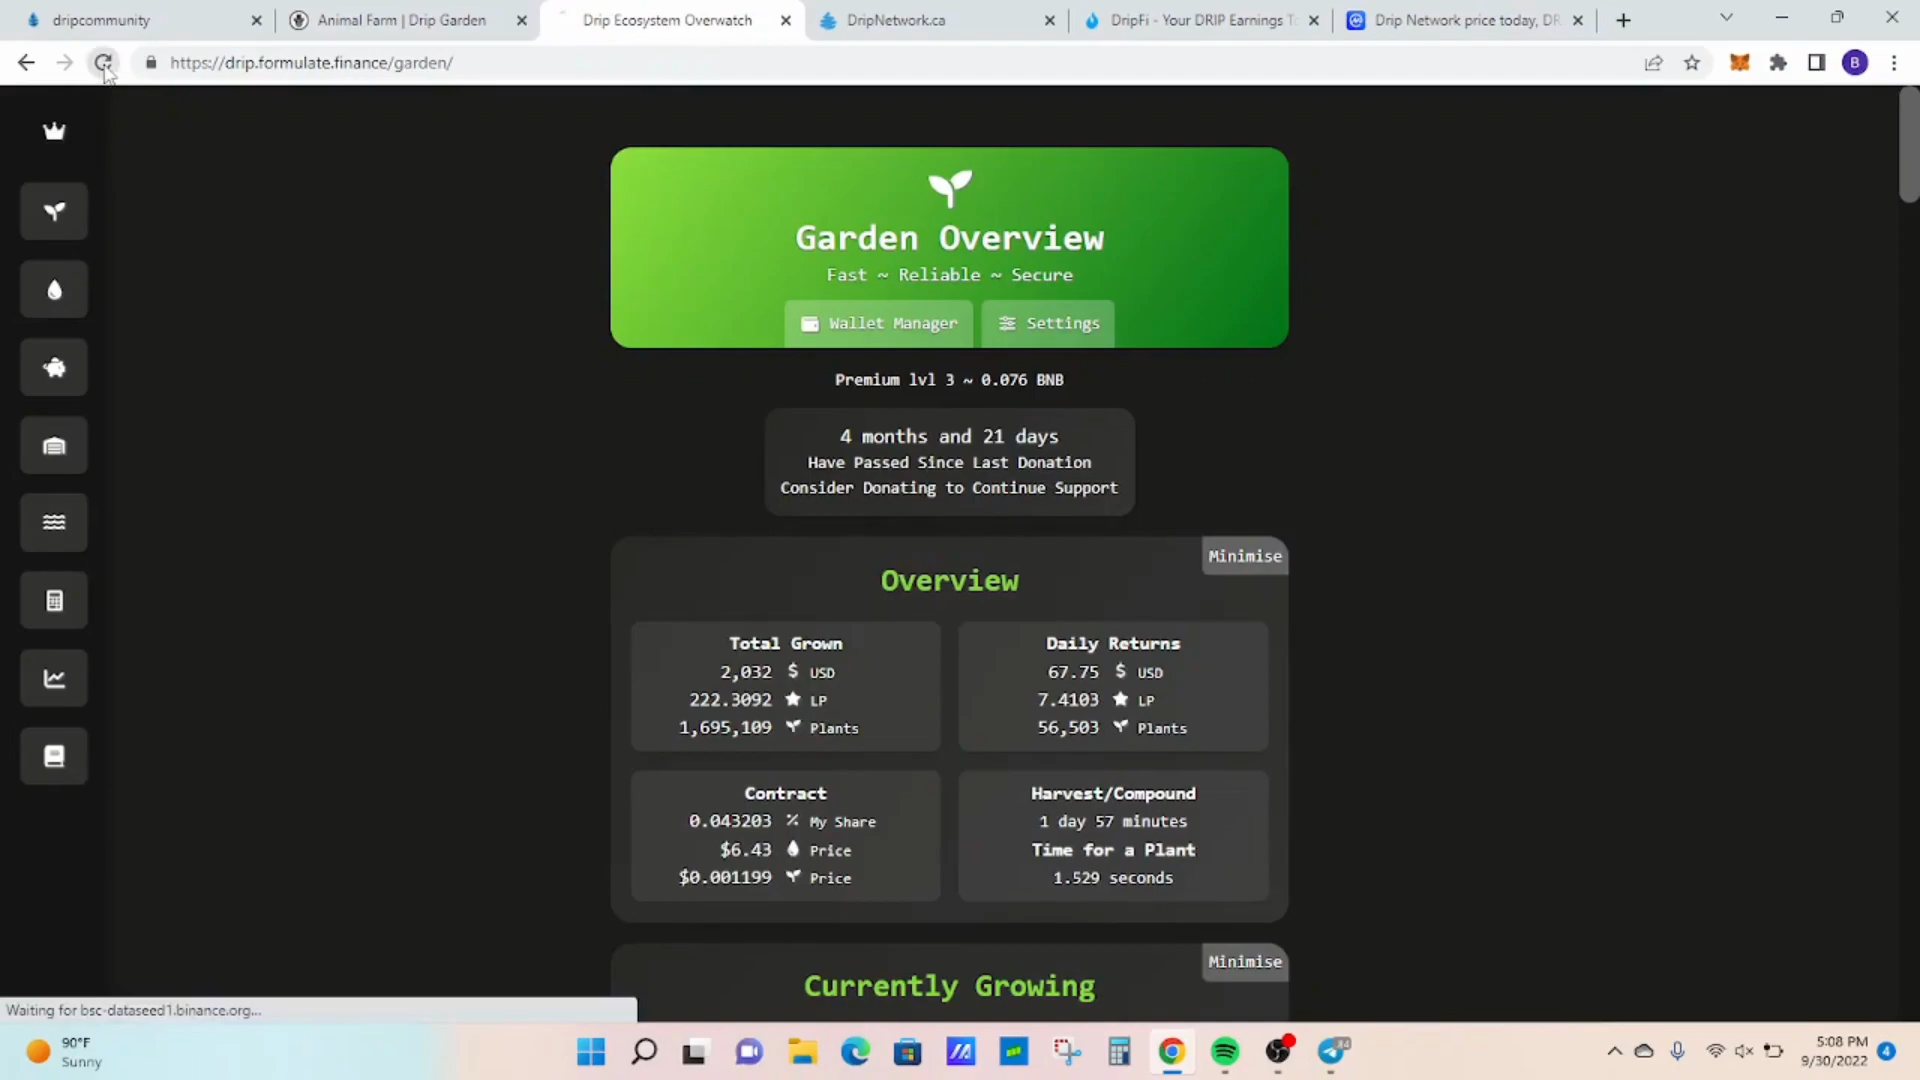 dripcommunity
Animal Farm | Drip Garden
Drip Ecosystem Overwatch
DripNetwork.ca
DripFi - Your DRIP Earnings T
Drip Network price today, DR
https://drip.formulate.finance/garden/
B
Garden Overview
Fast ~ Reliable ~ Secure
Wallet Manager
Settings
Premium lvl 3 ~ 0.076 BNB
4 months and 21 days
Have Passed Since Last Donation
Consider Donating to Continue Support
Minimise
Overview
Total Grown
2,032 $ USD
222.3092 LP
1,695,109 Plants
Daily Returns
67.75 $ USD
7.4103 LP
56,503 Plants
Contract
0.043203 % My Share
$6.43 Price
$0.001199 Price
Harvest/Compound
1 day 57 minutes
Time for a Plant
1.529 seconds
Minimise
Currently Growing
Waiting for bsc-dataseed1.binance.org...
90°F
Sunny
5:08 PM
9/30/2022
4